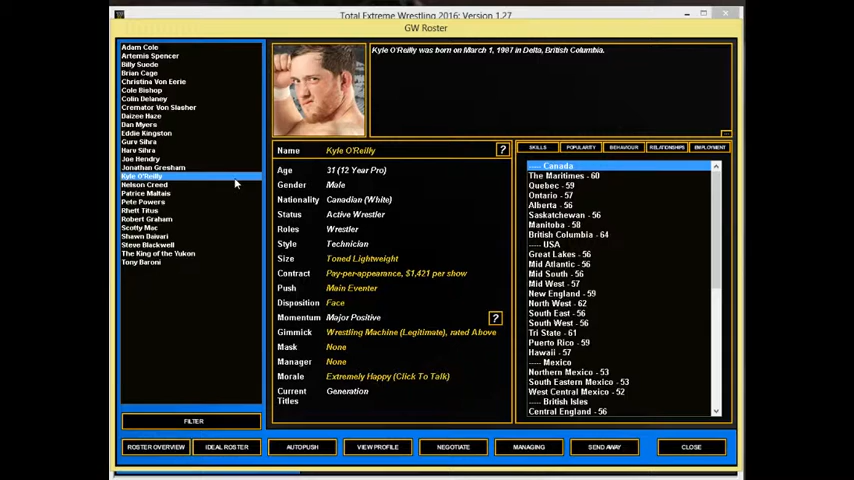 Total Extreme Wrestling 2016: Version 1.27
GW Roster
Adam Cole
Artemis Spencer
Billy Suede
Brian Cage
Christina Von Eerie
Cole Bishop
Colin Delaney
Cremator Von Slasher
Daizee Haze
Dan Myers
Eddie Kingston
Gurv Sihra
Harv Sihra
Joe Hendry
Jonathan Gresham
Kyle O'Reilly
Nelson Creed
Patrice Maltais
Pete Powers
Rhett Titus
Robert Graham
Scotty Mac
Shawn Daivari
Steve Blackwell
The King of the Yukon
Tony Baroni
FILTER
Kyle O'Reilly was born on March 1, 1987 in Delta, British Columbia.
Name Kyle O'Reilly ?
Age 31 (12 Year Pro)
Gender Male
Nationality Canadian (White)
Status Active Wrestler
Roles Wrestler
Style Technician
Size Toned Lightweight
Contract Pay-per-appearance, $1,421 per show
Push Main Eventer
Disposition Face
Momentum Major Positive ?
Gimmick Wrestling Machine (Legitimate), rated Above
Mask None
Manager None
Morale Extremely Happy (Click To Talk)
Current Titles Generation
SKILLS POPULARITY BEHAVIOUR RELATIONSHIPS EMPLOYMENT
----- Canada
The Maritimes - 60
Quebec - 59
Ontario - 57
Alberta - 56
Saskatchewan - 56
Manitoba - 58
British Columbia - 64
----- USA
Great Lakes - 56
Mid Atlantic - 56
Mid South - 56
Mid West - 57
New England - 59
North West - 62
South East - 56
South West - 56
Tri State - 61
Puerto Rico - 59
Hawaii - 57
----- Mexico
Northern Mexico - 53
South Eastern Mexico - 53
West Central Mexico - 52
----- British Isles
Central England - 56
ROSTER OVERVIEW IDEAL ROSTER AUTOPUSH VIEW PROFILE NEGOTIATE MANAGING SEND AWAY CLOSE